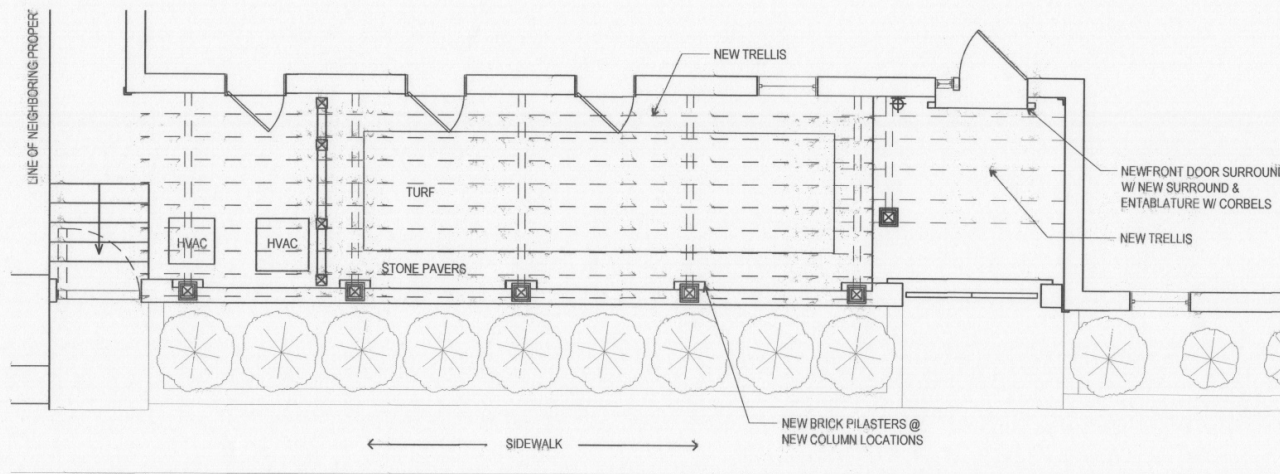 LINE OF NEIGHBORING PROPER
NEW TRELLIS
NEWFRONT DOOR SURROUN
W/ NEW SURROUND &
ENTABLATURE W/ CORBELS
NEW TRELLIS
TURF
HVAC
HVAC
STONE PAVERS
NEW BRICK PILASTERS @
NEW COLUMN LOCATIONS
SIDEWALK